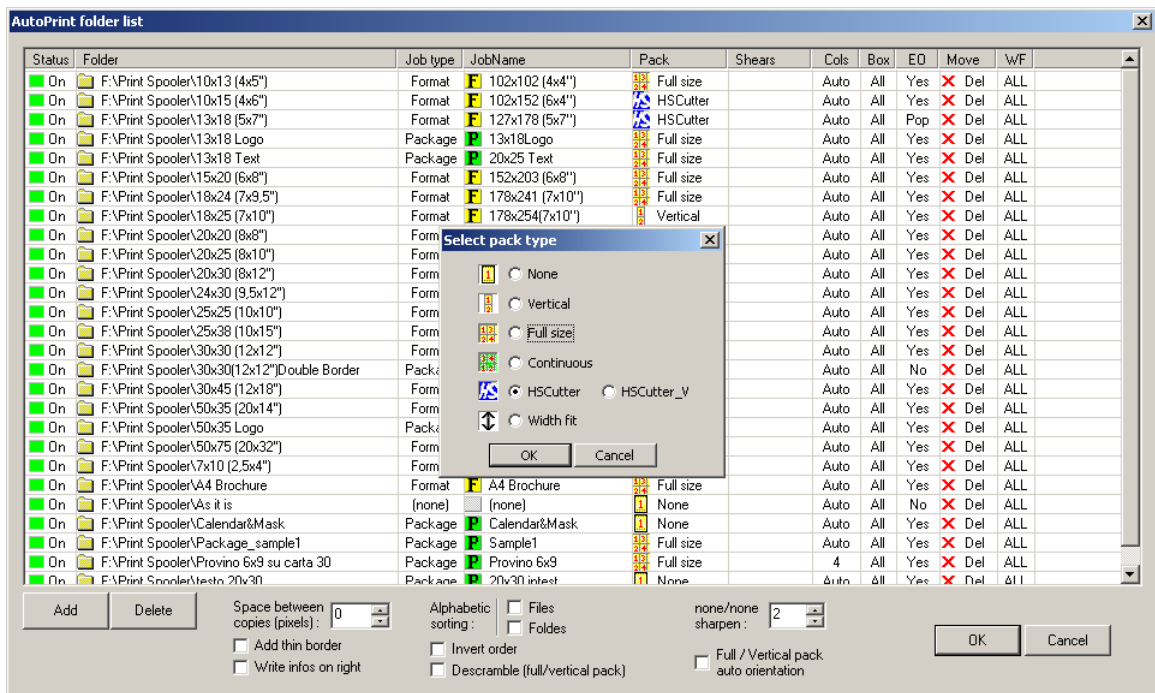 AutoPrint folder list
Status Folder Job type JobName Pack Shears Cols Box EO Move WF
On F:\Print Spooler\10x13 (4x5") Format F 102x102 (4x4'') Full size Auto All Yes Del ALL
On F:\Print Spooler\10x15 (4x6") Format F 102x152 (6x4'') HSCutter Auto All Yes Del ALL
On F:\Print Spooler\13x18 (5x7") Format F 127x178 (5x7'') HSCutter Auto All Pop Del ALL
On F:\Print Spooler\13x18 Logo Package P 13x18Logo Full size Auto All Yes Del ALL
On F:\Print Spooler\13x18 Text Package P 20x25 Text Full size Auto All Yes Del ALL
On F:\Print Spooler\15x20 (6x8") Format F 152x203 (6x8'') Full size Auto All Yes Del ALL
On F:\Print Spooler\18x24 (7x9,5") Format F 178x241 (7x10'') Full size Auto All Yes Del ALL
On F:\Print Spooler\18x25 (7x10") Format F 178x254(7x10'') Vertical Auto All Yes Del ALL
On F:\Print Spooler\20x20 (8x8") Form Auto All Yes Del ALL
On F:\Print Spooler\20x25 (8x10") Form Auto All Yes Del ALL
On F:\Print Spooler\20x30 (8x12") Form Auto All Yes Del ALL
On F:\Print Spooler\24x30 (9,5x12") Form Auto All Yes Del ALL
On F:\Print Spooler\25x25 (10x10") Form Auto All Yes Del ALL
On F:\Print Spooler\25x38 (10x15") Form Auto All Yes Del ALL
On F:\Print Spooler\30x30 (12x12") Form Auto All Yes Del ALL
On F:\Print Spooler\30x30(12x12")Double Border Packa Auto All No Del ALL
On F:\Print Spooler\30x45 (12x18") Form Auto All Yes Del ALL
On F:\Print Spooler\50x35 (20x14") Form Auto All Yes Del ALL
On F:\Print Spooler\50x35 Logo Packa Auto All Yes Del ALL
On F:\Print Spooler\50x75 (20x32") Form Auto All Yes Del ALL
On F:\Print Spooler\7x10 (2,5x4") Form Auto All Yes Del ALL
On F:\Print Spooler\A4 Brochure Format F A4 Brochure Full size Auto All Yes Del ALL
On F:\Print Spooler\As it is (none) (none) None Auto All No Del ALL
On F:\Print Spooler\Calendar&Mask Package P Calendar&Mask None Auto All Yes Del ALL
On F:\Print Spooler\Package_sample1 Package P Sample1 Full size Auto All Yes Del ALL
On F:\Print Spooler\Provino 6x9 su carta 30 Package P Provino 6x9 Full size 4 All Yes Del ALL
On F:\Print Spooler\testo 20x30 Package P 20x30 intest None Auto All Yes Del ALL
Select pack type
None
Vertical
Full size
Continuous
HSCutter HSCutter_V
Width fit
OK Cancel
Add Delete
Space between
copies (pixels) : 0
Add thin border
Write infos on right
Alphabetic
sorting :
Files
Foldes
Invert order
Descramble (full/vertical pack)
none/none
sharpen : 2
Full / Vertical pack
auto orientation
OK Cancel